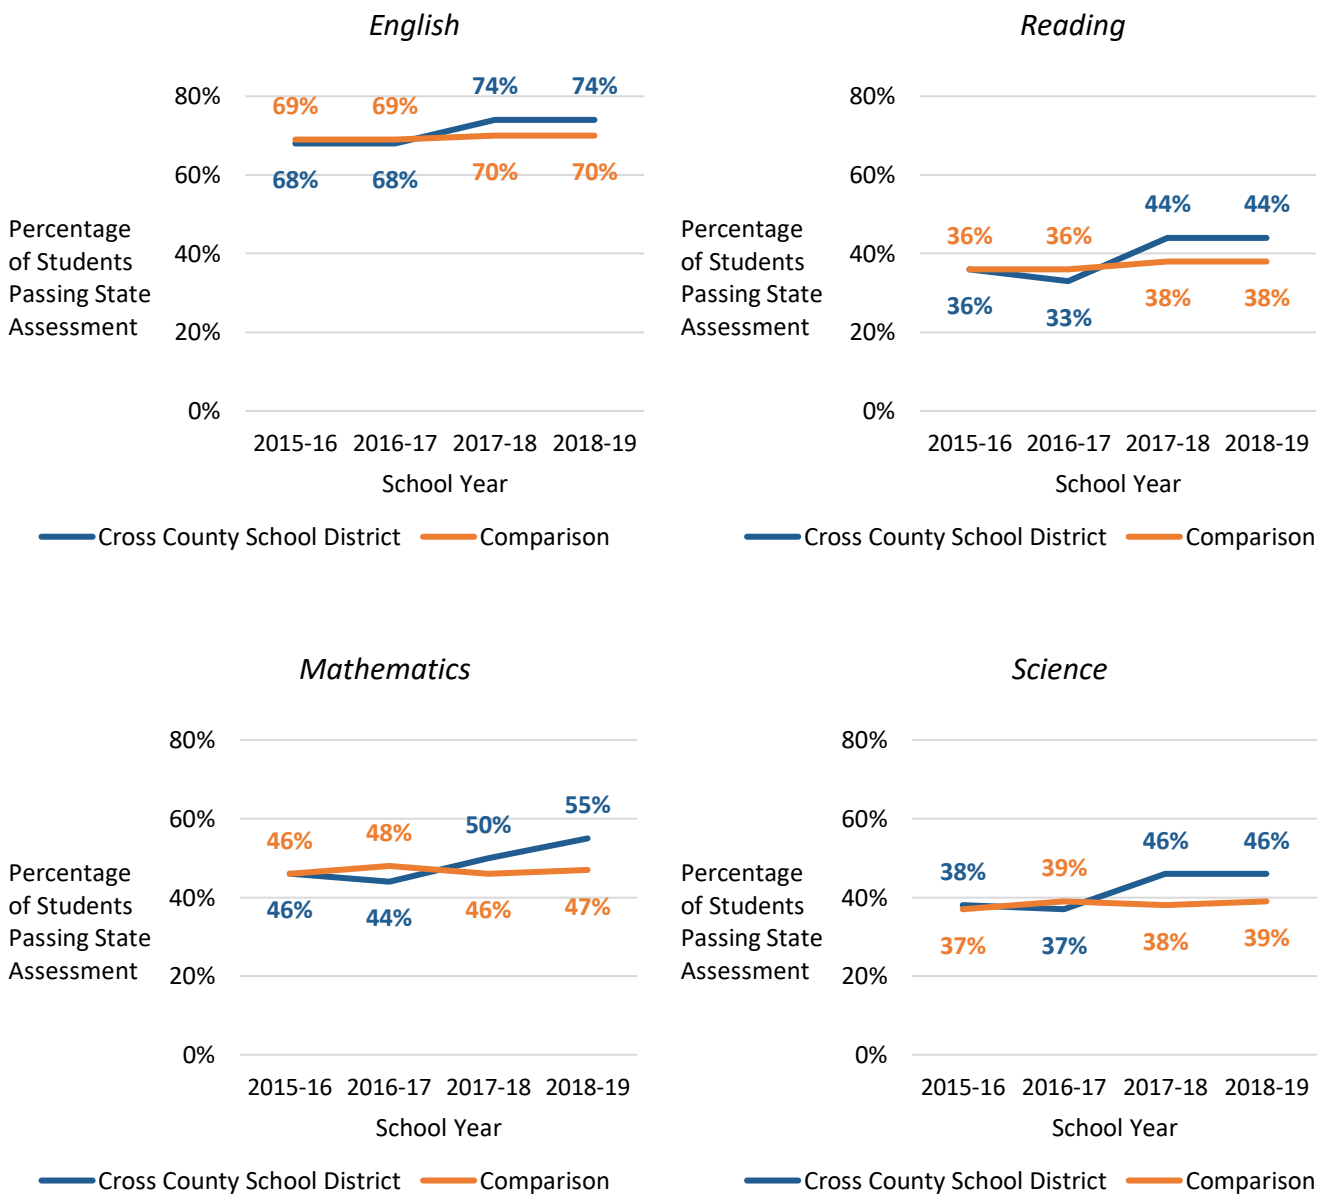 English
80%
60%
40%
20%
0%
Percentage
of Students
Passing State
Assessment
69% 69% 74% 74%
68% 68% 70% 70%
2015-16 2016-17 2017-18 2018-19
School Year
Cross County School District Comparison
Reading
80%
60%
40%
20%
0%
Percentage
of Students
Passing State
Assessment
36% 36% 44% 44%
36% 33% 38% 38%
2015-16 2016-17 2017-18 2018-19
School Year
Cross County School District Comparison
Mathematics
80%
60%
40%
20%
0%
Percentage
of Students
Passing State
Assessment
46% 48% 50% 55%
46% 44% 46% 47%
2015-16 2016-17 2017-18 2018-19
School Year
Cross County School District Comparison
Science
80%
60%
40%
20%
0%
Percentage
of Students
Passing State
Assessment
38% 39% 46% 46%
37% 37% 38% 39%
2015-16 2016-17 2017-18 2018-19
School Year
Cross County School District Comparison